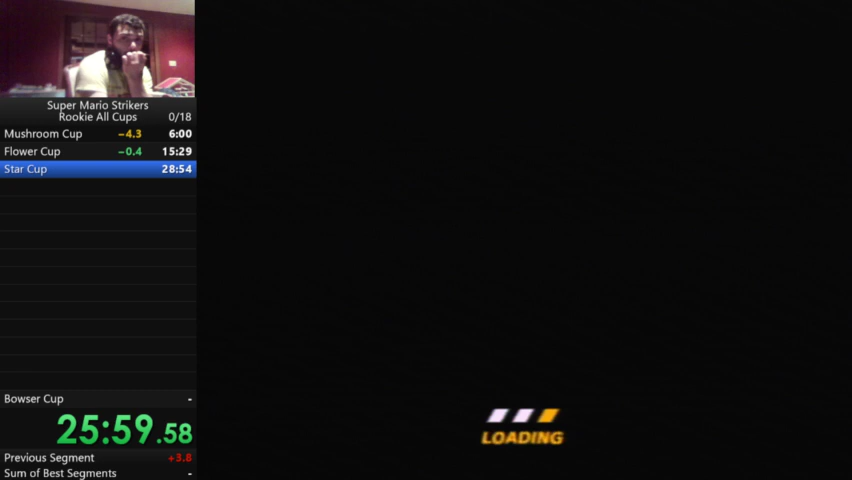 Super Mario Strikers
Rookie All Cups 0/18
Mushroom Cup −4.3 6:00
Flower Cup −0.4 15:29
Star Cup 28:54
Bowser Cup -
25:59.58
Previous Segment +3.8
Sum of Best Segments -
LOADING